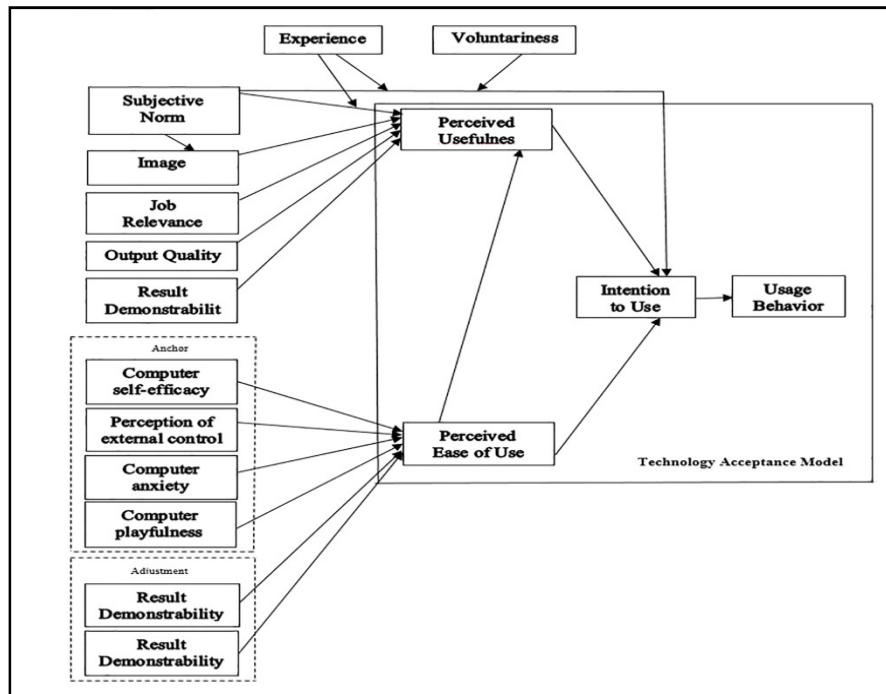 Experience
Voluntariness
Subjective
Norm
Perceived
Usefulnes
Image
Job
Relevance
Output Quality
Result
Demonstrabilit
Intention
to Use
Usage
Behavior
Anchor
Computer
self-efficacy
Perception of
external control
Computer
anxiety
Computer
playfulness
Perceived
Ease of Use
Technology Acceptance Model
Adjustment
Result
Demonstrability
Result
Demonstrability